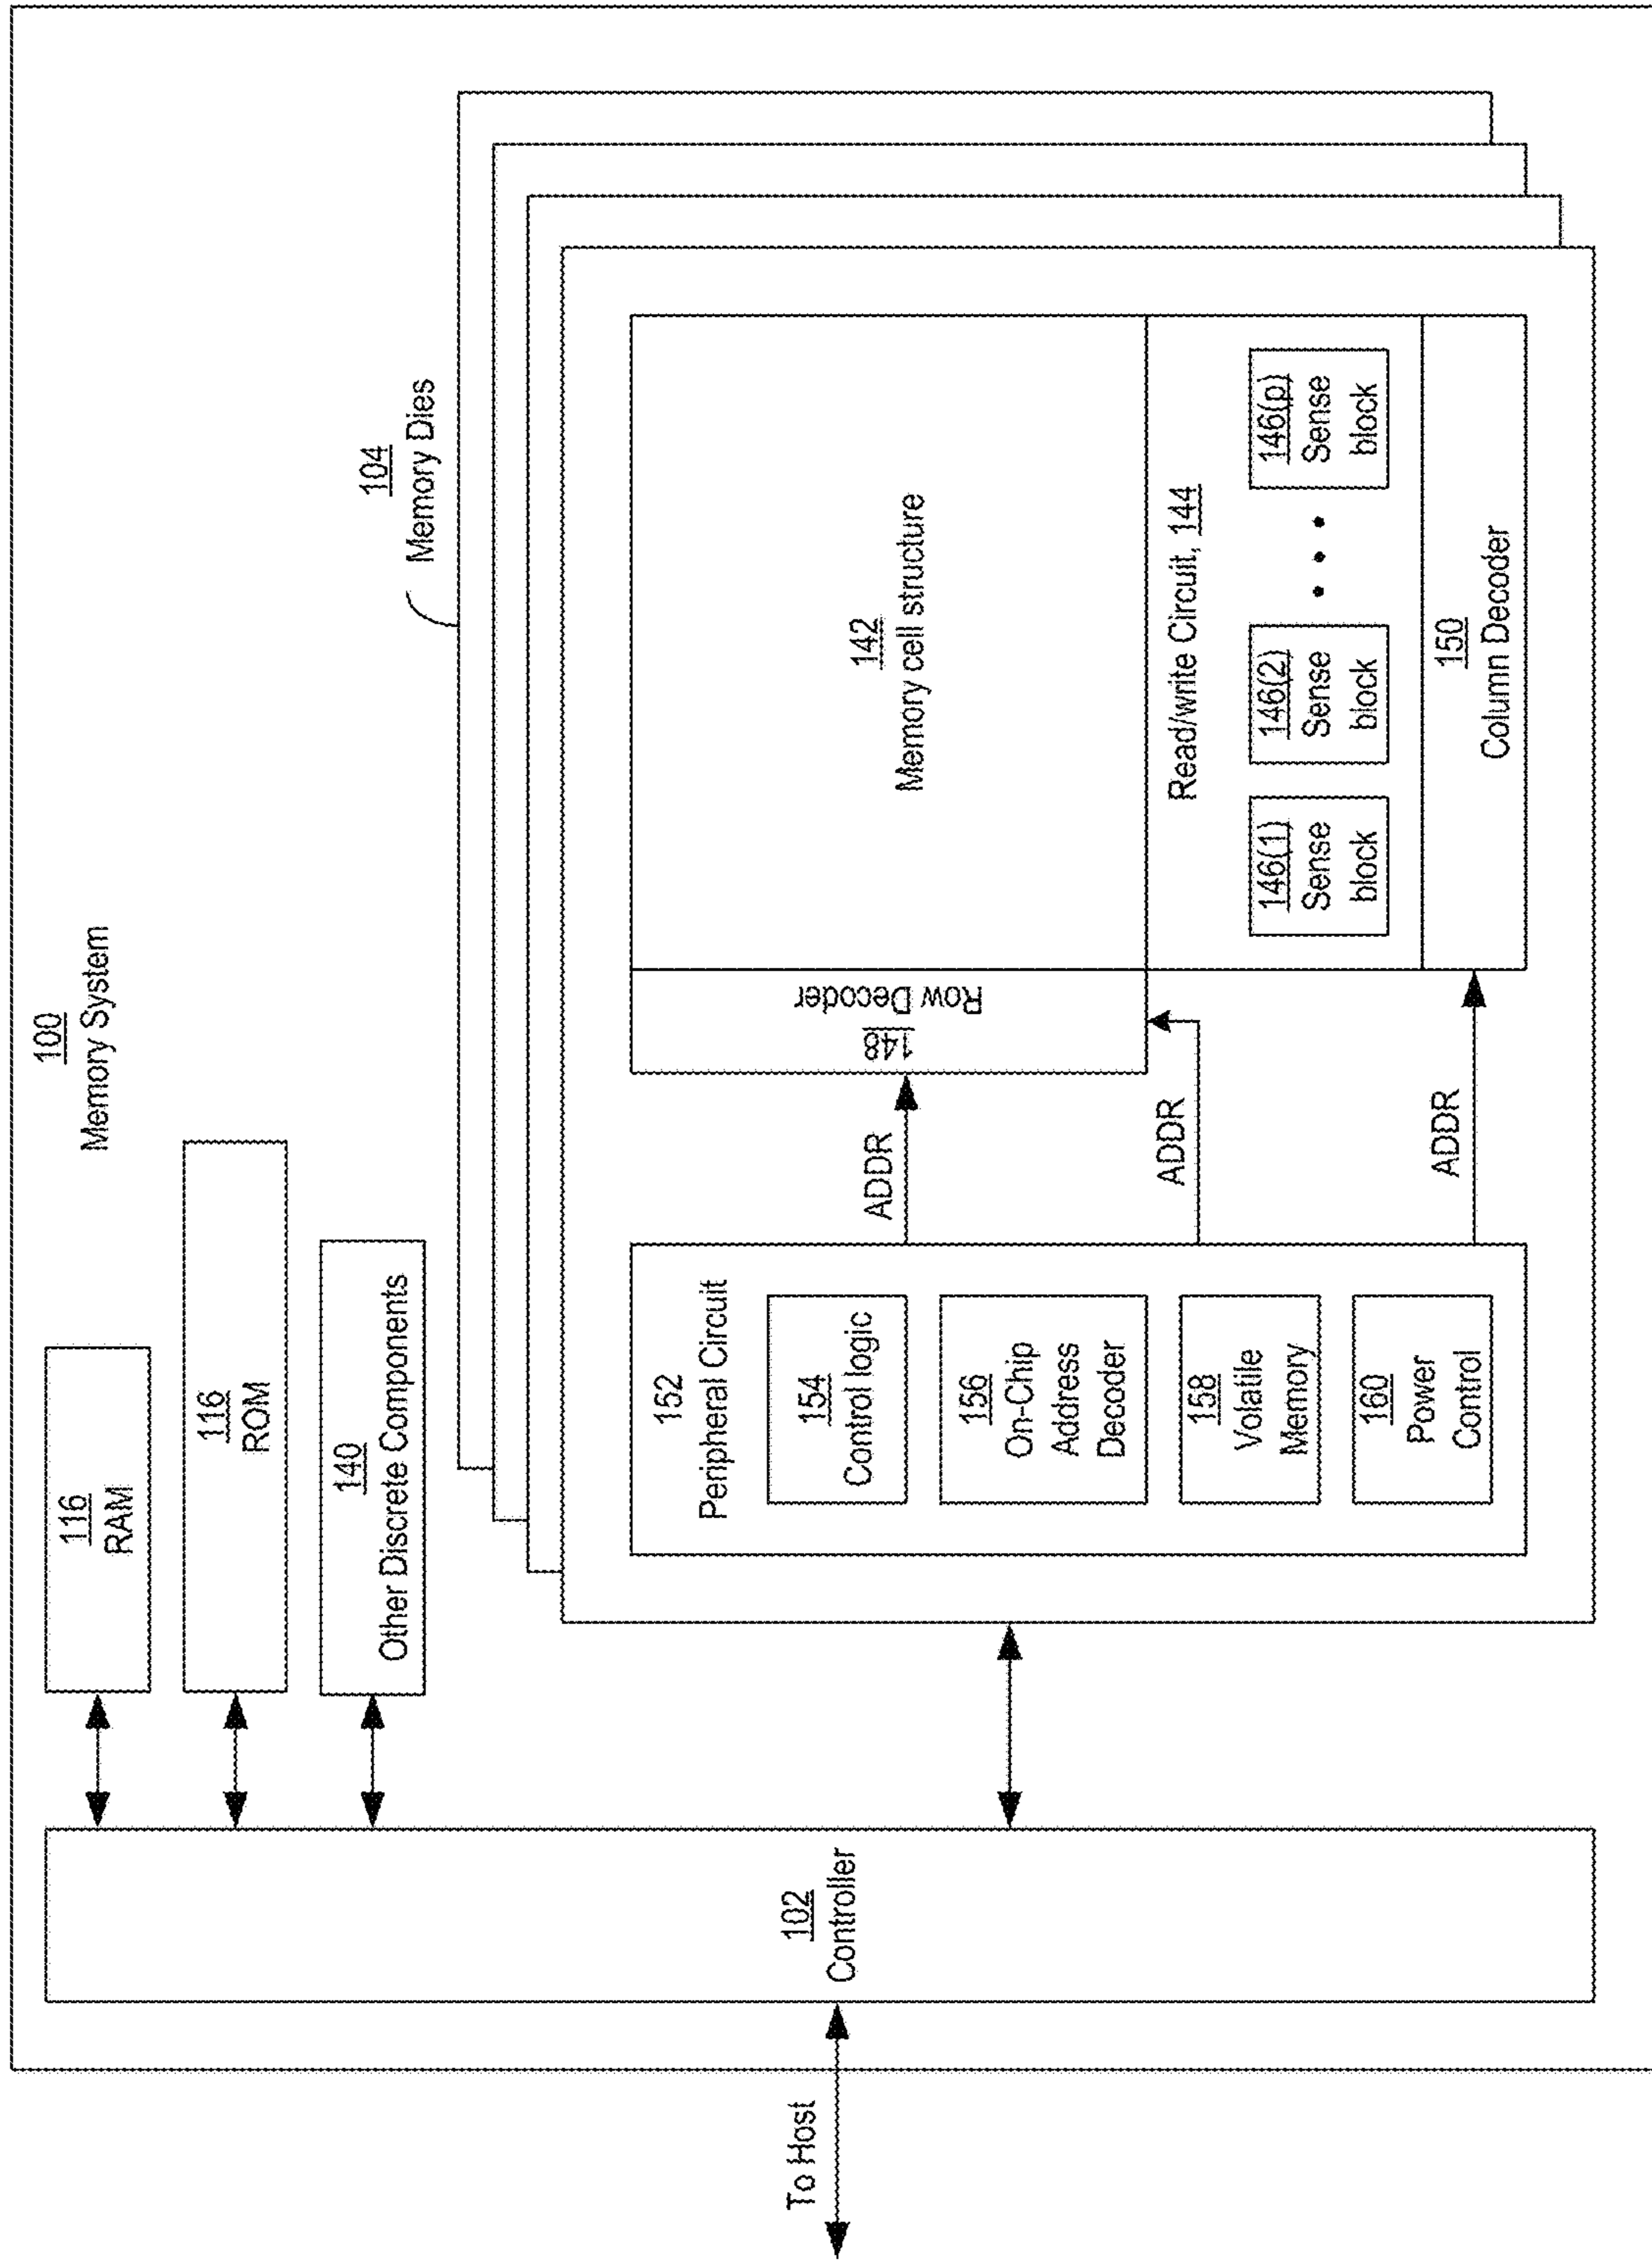 100
Memory System
116
RAM
116
ROM
140
Other Discrete Components
104
Memory Dies
To Host
102
Controller
152
Peripheral Circuit
154
Control logic
156
On-Chip
Address
Decoder
158
Volatile
Memory
160
Power
Control
ADDR
ADDR
ADDR
148
Row Decoder
142
Memory cell structure
Read/write Circuit, 144
146(1)
Sense
block
146(2)
Sense
block
146(p)
Sense
block
150
Column Decoder